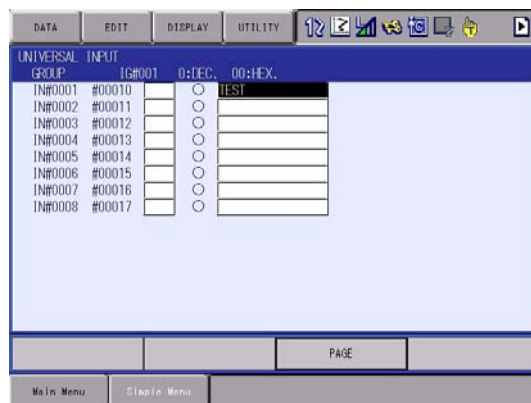 DATA EDIT DISPLAY UTILITY
UNIVERSAL INPUT
GROUP IG#001 0:DEC. 00:HEX.
IN#0001 #00010 TEST
IN#0002 #00011
IN#0003 #00012
IN#0004 #00013
IN#0005 #00014
IN#0006 #00015
IN#0007 #00016
IN#0008 #00017
PAGE
Main Menu Simple Menu